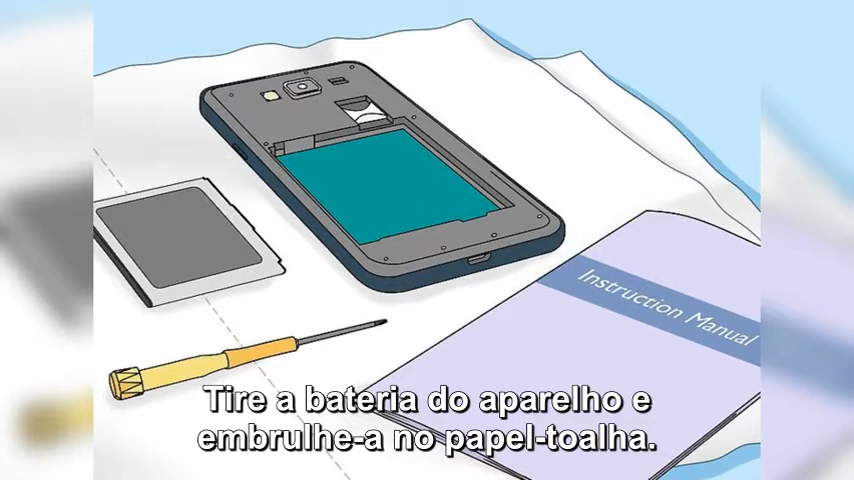 Instruction Manual
Tire a bateria do aparelho e
embrulhe-a no papel-toalha.